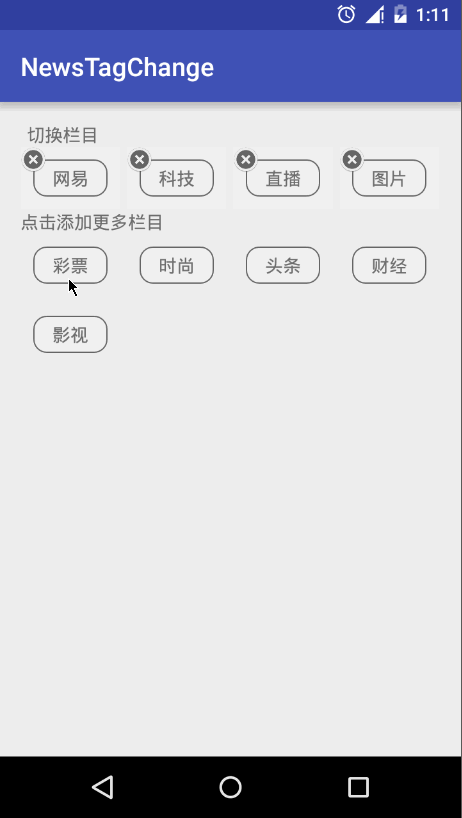 1:11
NewsTagChange
切换栏目
网易 科技 直播 图片
点击添加更多栏目
彩票 时尚 头条 财经
影视